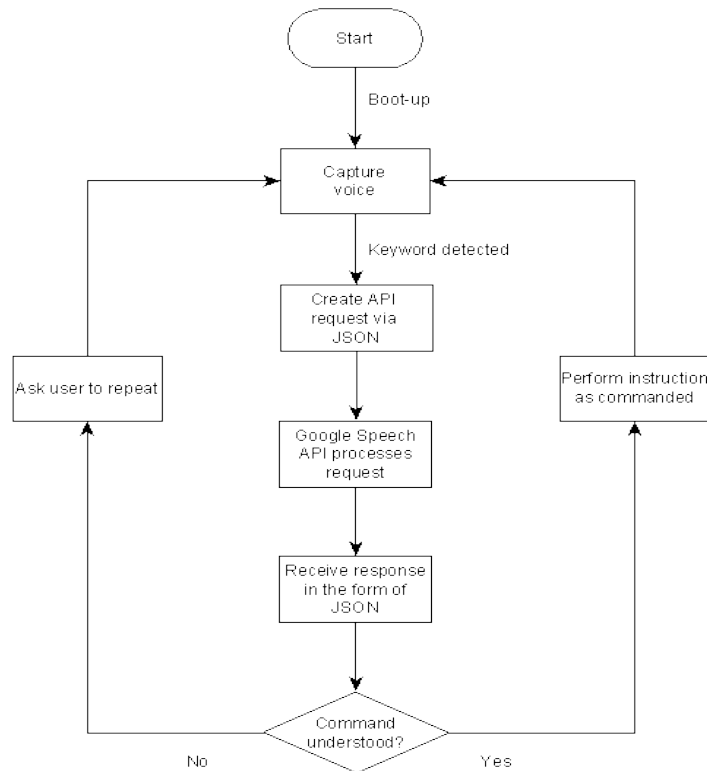 Start
Boot-up
Capture
voice
Keyword detected
Create API
request via
JSON
Ask user to repeat
Perform instruction
as commanded
Google Speech
API processes
request
Receive response
in the form of
JSON
Command
understood?
No
Yes